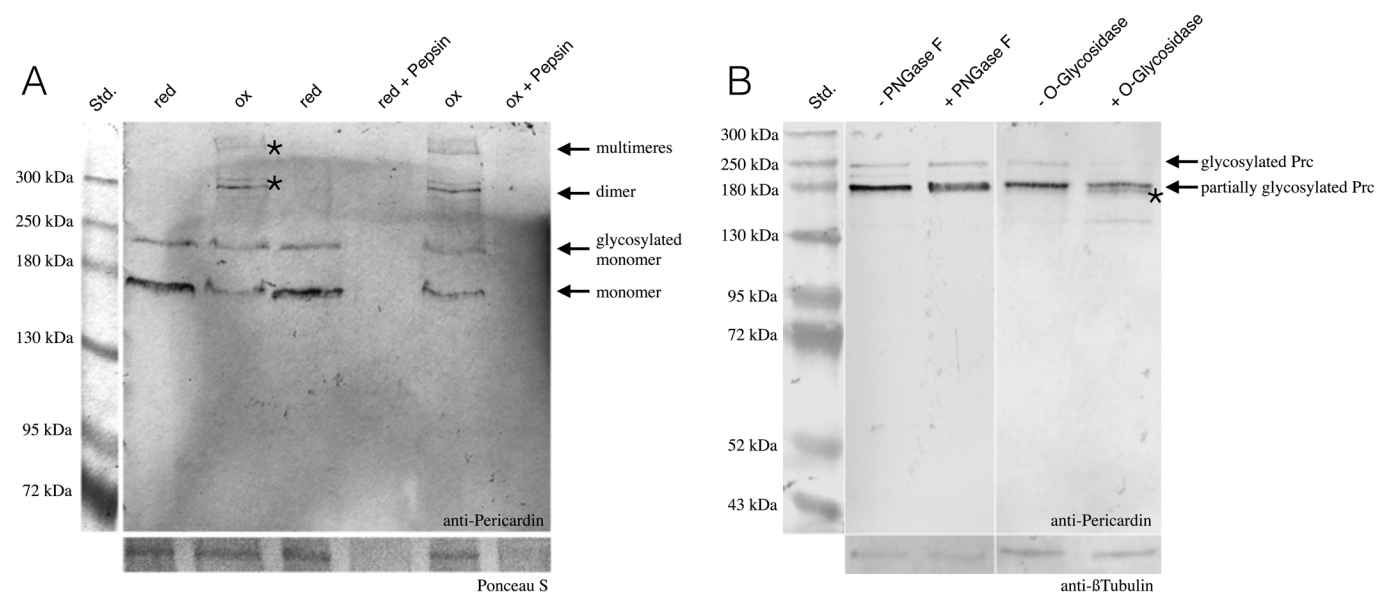 A
Std.
red
ox
red
red + Pepsin
ox
ox + Pepsin
300 kDa
250 kDa
180 kDa
130 kDa
95 kDa
72 kDa
*
*
multimeres
dimer
glycosylated
monomer
monomer
anti-Pericardin
Ponceau S
B
Std.
- PNGase F
+ PNGase F
- O-Glycosidase
+ O-Glycosidase
300 kDa
250 kDa
180 kDa
130 kDa
95 kDa
72 kDa
52 kDa
43 kDa
glycosylated Prc
partially glycosylated Prc
*
anti-Pericardin
anti-ßTubulin